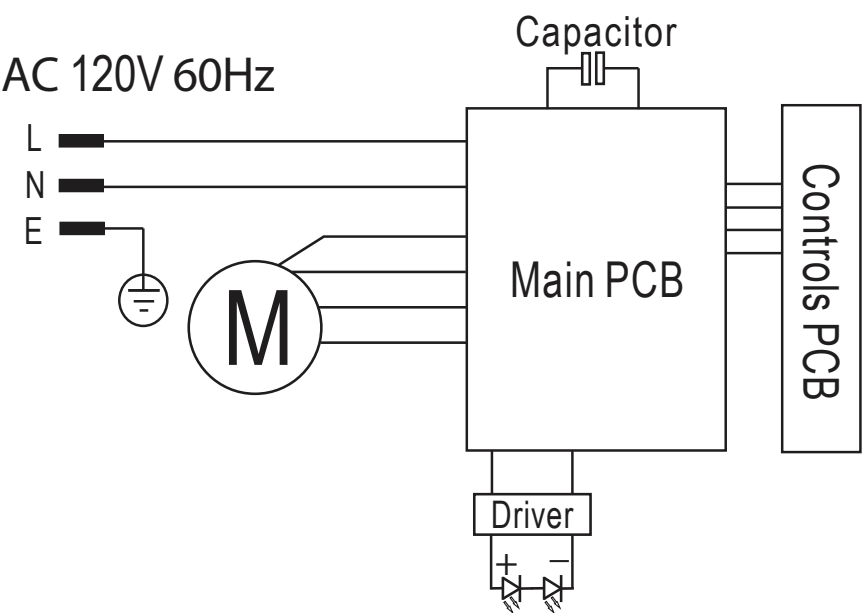 Capacitor
AC 120V 60Hz
L
N
E
M
Main PCB
Controls PCB
Driver
+ −